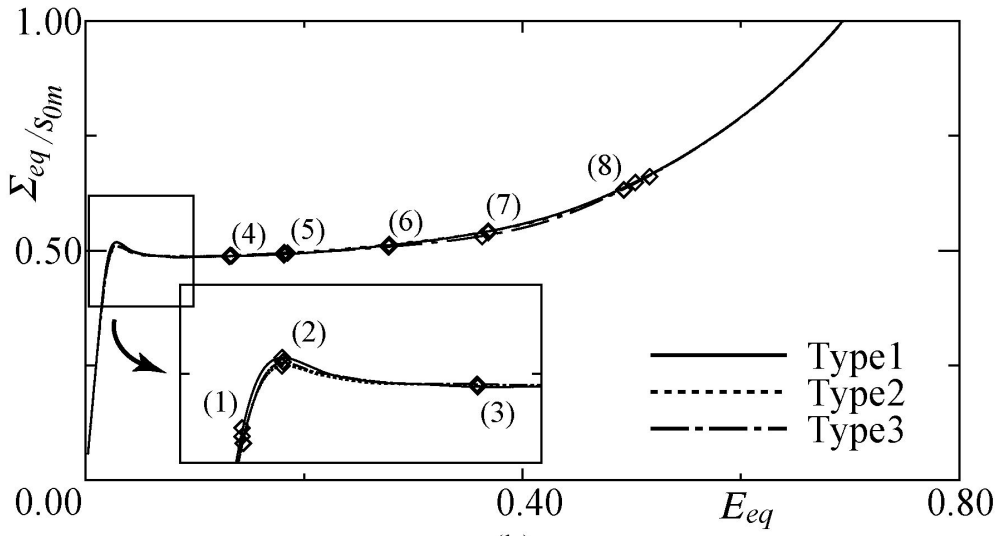 1.00
Σeq/s0m
(8)
(7)
(6)
(5)
(4)
0.50
(2)
(1)
(3)
Type1
Type2
Type3
0.00
0.40
Eeq
0.80